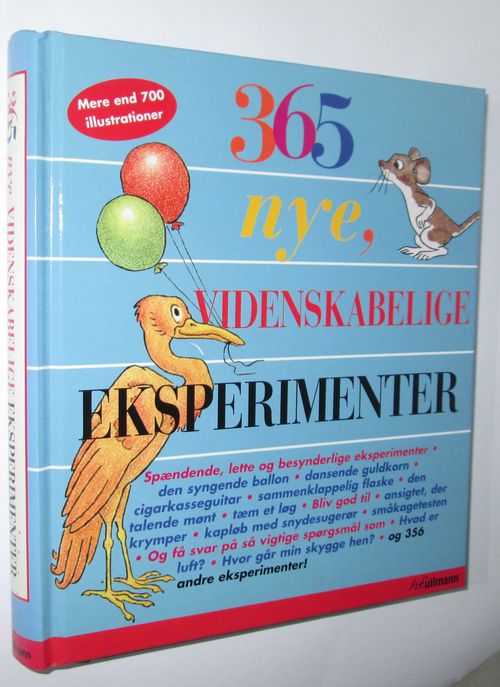 Mere end 700
illustrationer
365
nye,
VIDENSKABELIGE
EKSPERIMENTER
Spændende, lette og besynderlige eksperimenter •
den syngende ballon • dansende guldkorn •
cigarkasseguitar • sammenklappelig flaske • den
talende mønt • tæm et løg • Bliv god til • ansigtet, der
krymper • kapløb med snydesugerør • småkagetesten
• Og få svar på så vigtige spørgsmål som • Hvad er
luft? • Hvor går min skygge hen? • og 356
andre eksperimenter!
h.f.ullmann
365 nye, VIDENSKABELIGE EKSPERIMENTER